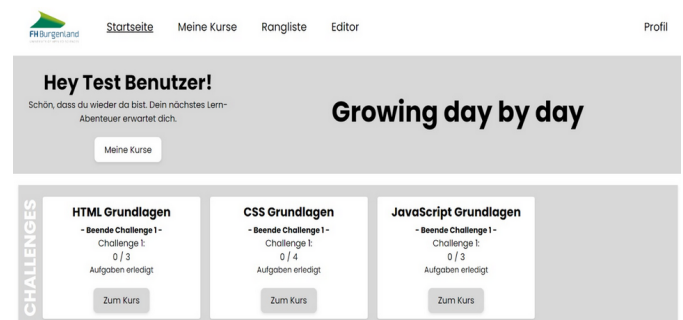 FH Burgenland
Startseite
Meine Kurse
Rangliste
Editor
Profil
Hey Test Benutzer!
Schön, dass du wieder da bist. Dein nächstes Lern-
Abenteuer erwartet dich.
Meine Kurse
Growing day by day
CHALLENGES
HTML Grundlagen
- Beende Challenge 1 -
Challenge 1:
0 / 3
Aufgaben erledigt
Zum Kurs
CSS Grundlagen
- Beende Challenge 1 -
Challenge 1:
0 / 4
Aufgaben erledigt
Zum Kurs
JavaScript Grundlagen
- Beende Challenge 1 -
Challenge 1:
0 / 3
Aufgaben erledigt
Zum Kurs